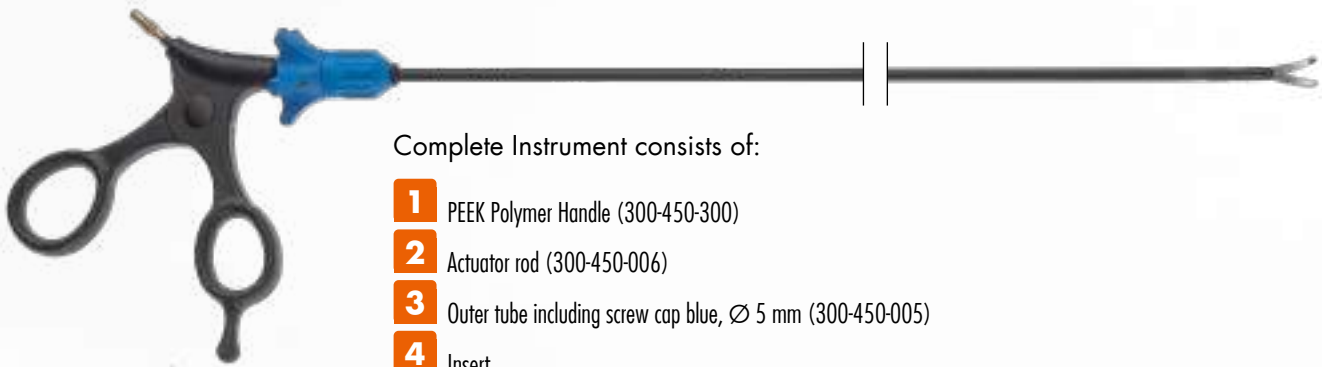 Complete Instrument consists of:
1 PEEK Polymer Handle (300-450-300)
2 Actuator rod (300-450-006)
3 Outer tube including screw cap blue, Ø 5 mm (300-450-005)
4 Insert